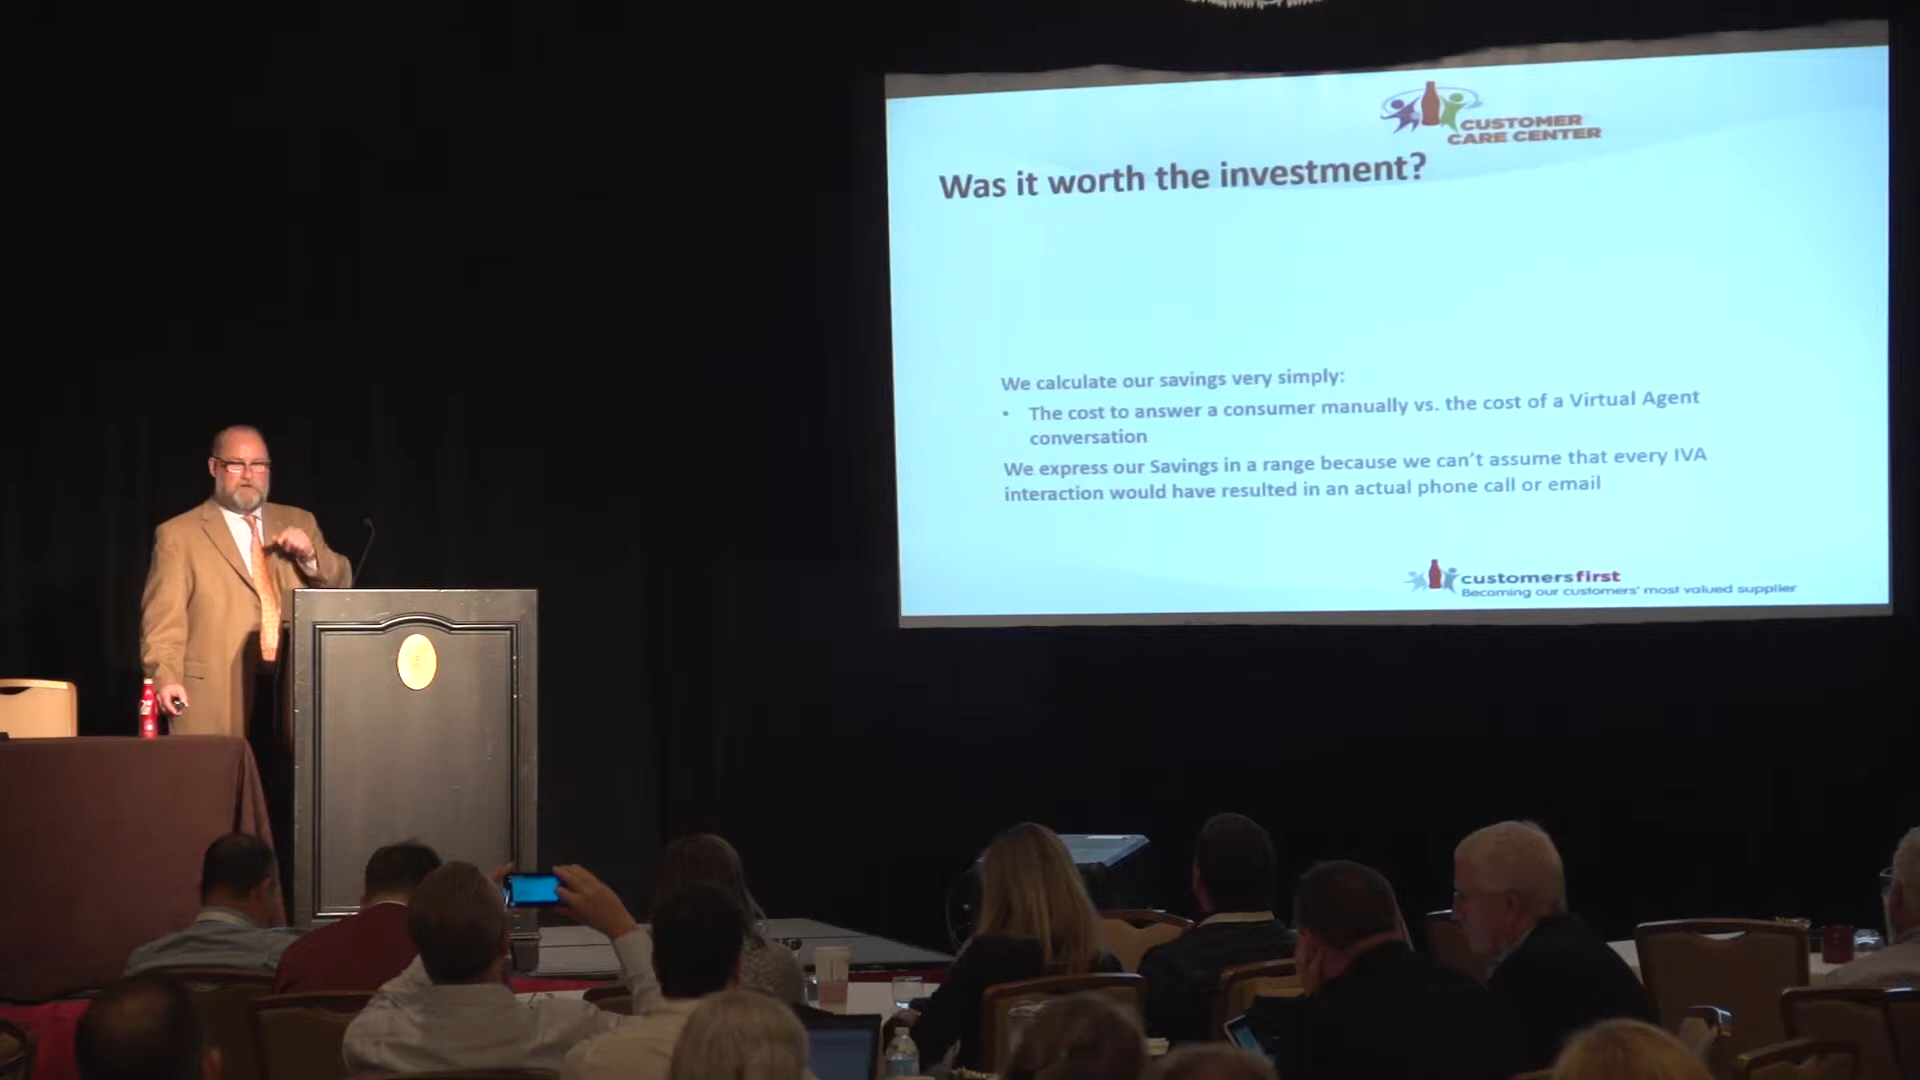 CUSTOMER
CARE CENTER
Was it worth the investment?
We calculate our savings very simply:
• The cost to answer a consumer manually vs. the cost of a Virtual Agent
conversation
We express our Savings in a range because we can't assume that every IVA
interaction would have resulted in an actual phone call or email
customersfirst
Becoming our customers' most valued supplier